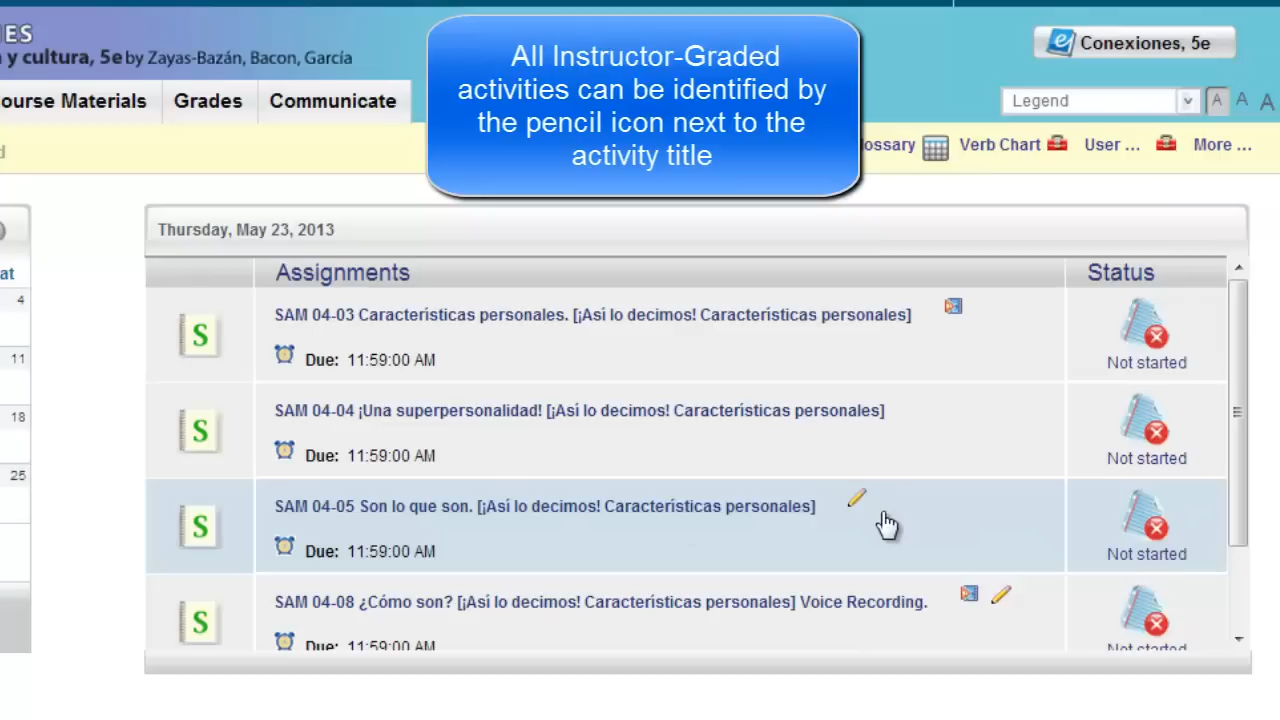 ES
y cultura, 5e by Zayas-Bazán, Bacon, García
ourse Materials
Grades
Communicate
All Instructor-Graded
activities can be identified by
the pencil icon next to the
activity title
Conexiones, 5e
Legend
A A A
ossary
Verb Chart
User ...
More ...
d
at
4
11
18
25
Thursday, May 23, 2013
Assignments
Status
S
SAM 04-03 Características personales. [¡Así lo decimos! Características personales]
Due: 11:59:00 AM
Not started
S
SAM 04-04 ¡Una superpersonalidad! [¡Así lo decimos! Características personales]
Due: 11:59:00 AM
Not started
S
SAM 04-05 Son lo que son. [¡Así lo decimos! Características personales]
Due: 11:59:00 AM
Not started
S
SAM 04-08 ¿Cómo son? [¡Así lo decimos! Características personales] Voice Recording.
Due: 11:59:00 AM
Not started